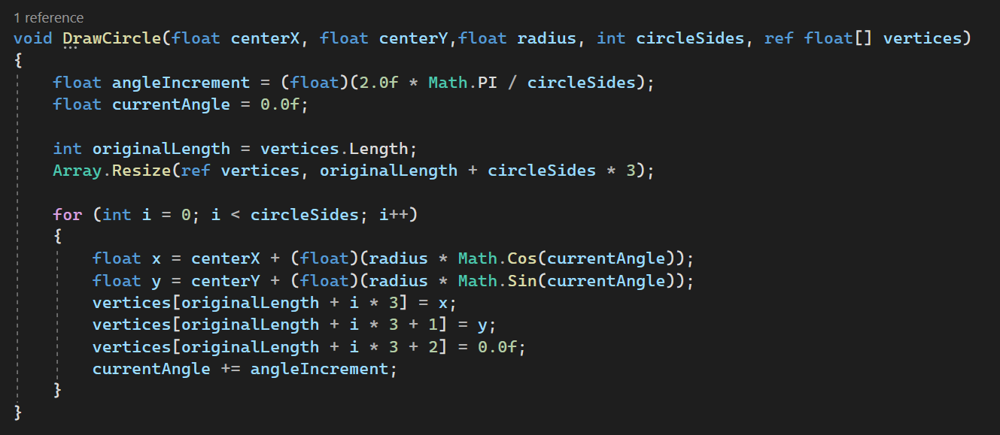 1 reference
void DrawCircle(float centerX, float centerY,float radius, int circleSides, ref float[] vertices)
{
    float angleIncrement = (float)(2.0f * Math.PI / circleSides);
    float currentAngle = 0.0f;

    int originalLength = vertices.Length;
    Array.Resize(ref vertices, originalLength + circleSides * 3);

    for (int i = 0; i < circleSides; i++)
    {
        float x = centerX + (float)(radius * Math.Cos(currentAngle));
        float y = centerY + (float)(radius * Math.Sin(currentAngle));
        vertices[originalLength + i * 3] = x;
        vertices[originalLength + i * 3 + 1] = y;
        vertices[originalLength + i * 3 + 2] = 0.0f;
        currentAngle += angleIncrement;
    }
}